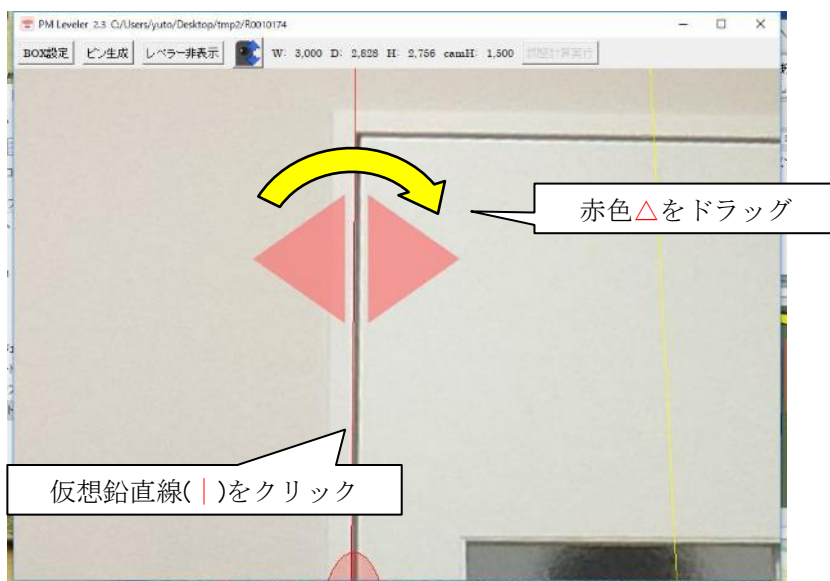 PM Leveler 2.3 C:/Users/yuto/Desktop/tmp2/R0010174
BOX設定 ピン生成 レベラー非表示 W: 3,000 D: 2,828 H: 2,756 camH: 1,500
赤色△をドラッグ
仮想鉛直線(｜)をクリック